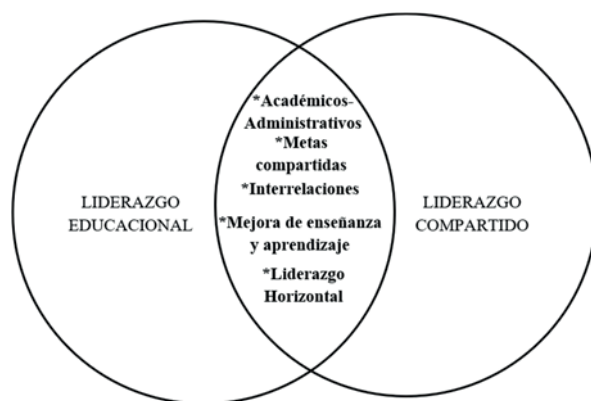 LIDERAZGO
EDUCACIONAL
*Académicos-
Administrativos
*Metas
compartidas
*Interrelaciones
*Mejora de enseñanza
y aprendizaje
*Liderazgo
Horizontal
LIDERAZGO
COMPARTIDO